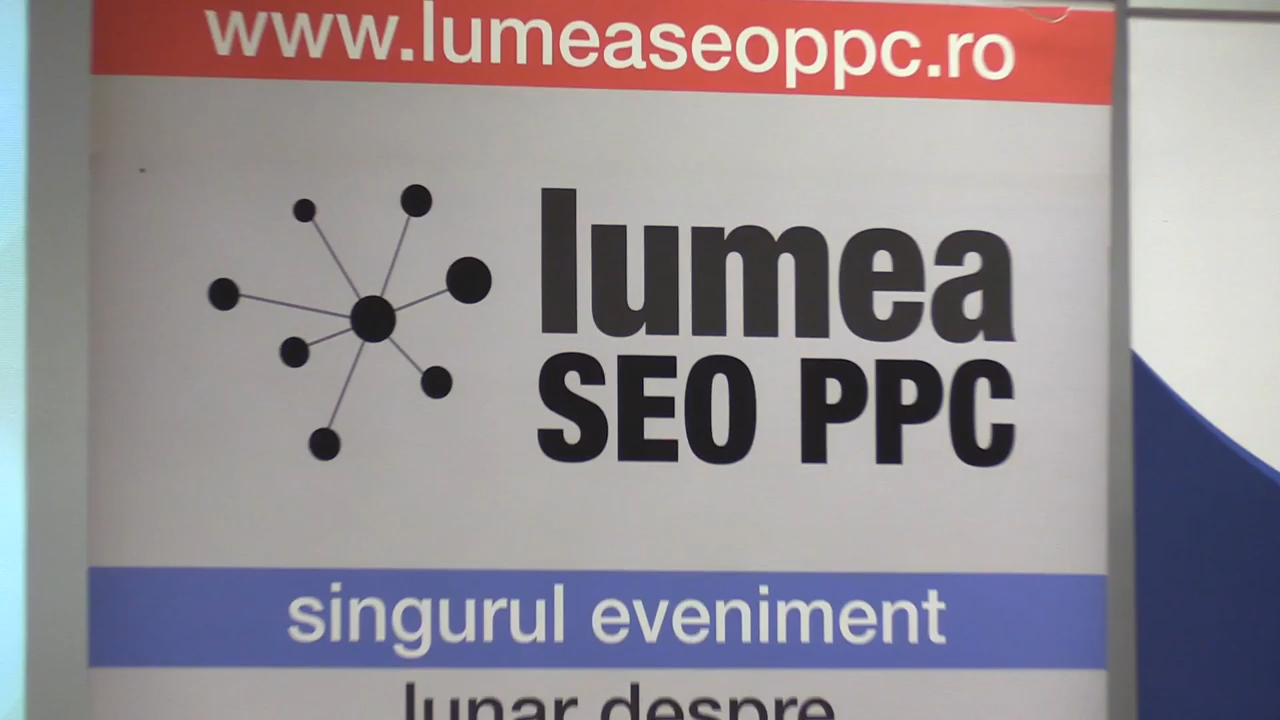 www.lumeaseoppc.ro
lumea
SEO PPC
singurul eveniment
lunar despre